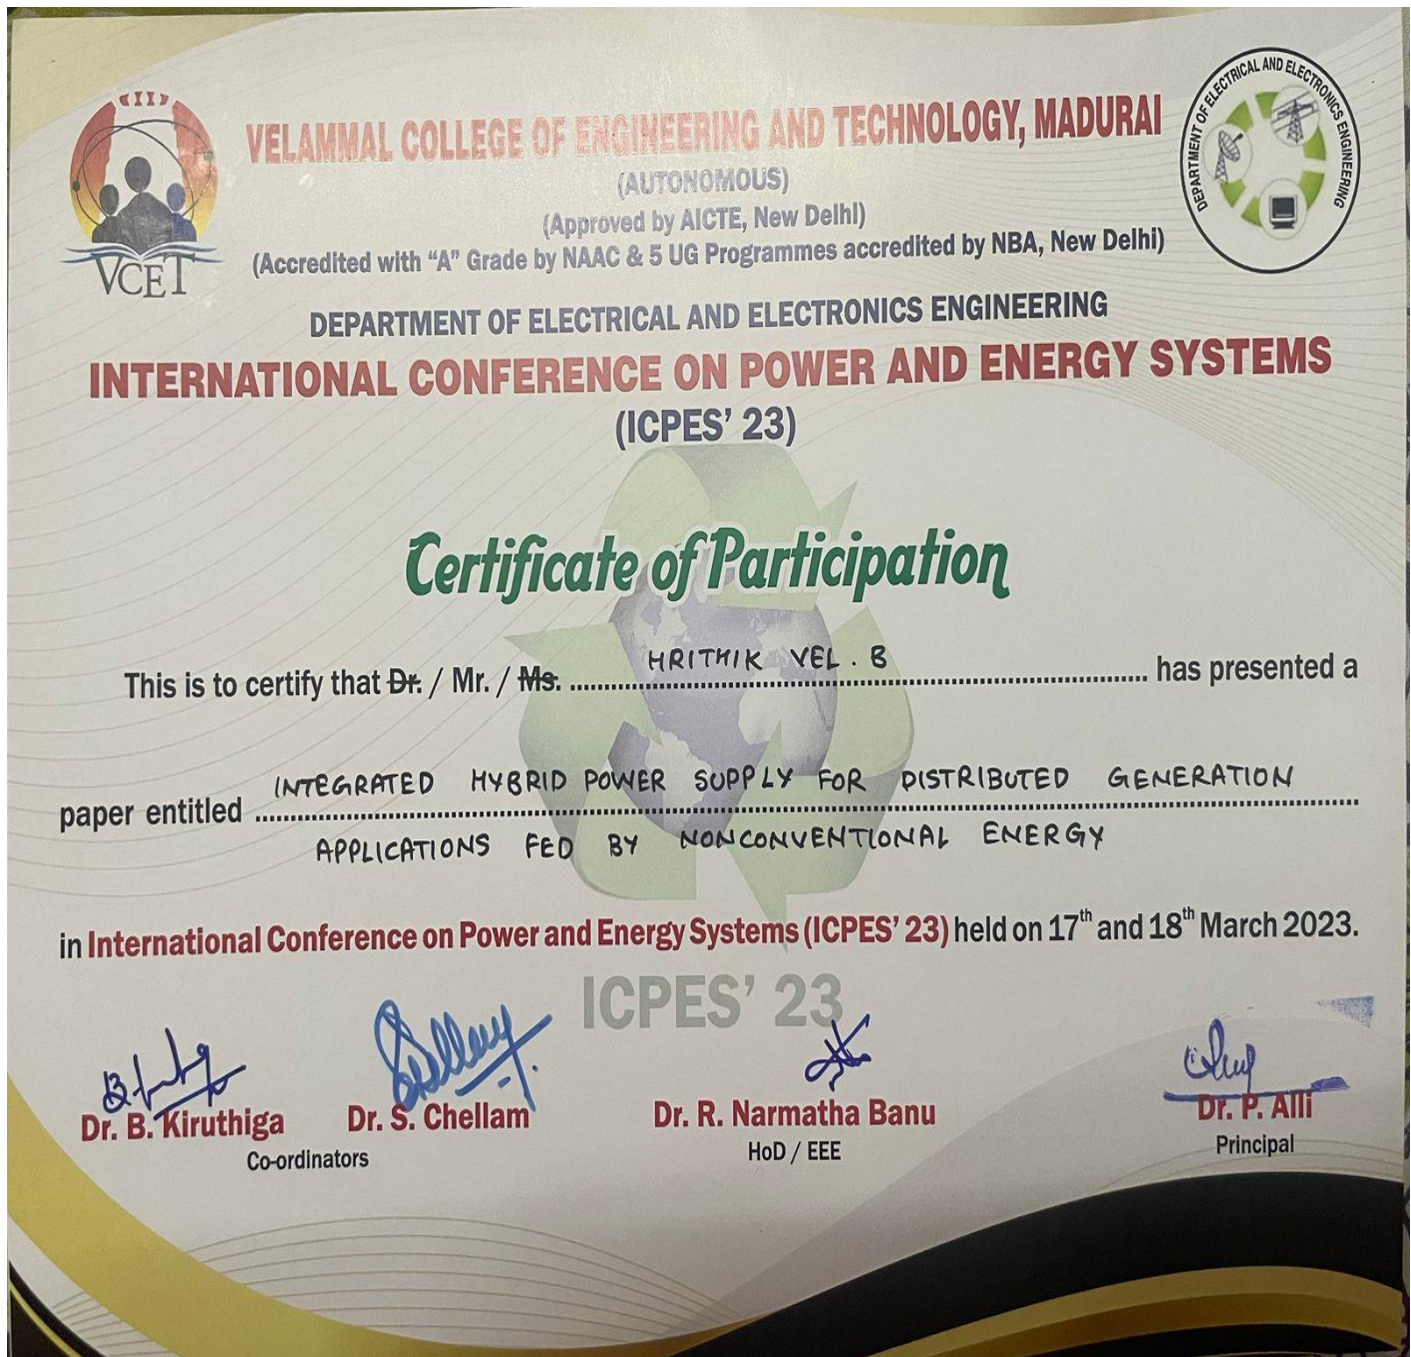 VELAMMAL COLLEGE OF ENGINEERING AND TECHNOLOGY, MADURAI
(AUTONOMOUS)
(Approved by AICTE, New Delhi)
(Accredited with “A” Grade by NAAC & 5 UG Programmes accredited by NBA, New Delhi)
VCET
DEPARTMENT OF ELECTRICAL AND ELECTRONICS ENGINEERING
DEPARTMENT OF ELECTRICAL AND ELECTRONICS ENGINEERING
INTERNATIONAL CONFERENCE ON POWER AND ENERGY SYSTEMS
(ICPES’ 23)
Certificate of Participation
This is to certify that Dr. / Mr. / Ms. HRITHIK VEL. B has presented a
paper entitled INTEGRATED HYBRID POWER SUPPLY FOR DISTRIBUTED GENERATION
APPLICATIONS FED BY NONCONVENTIONAL ENERGY
in International Conference on Power and Energy Systems (ICPES’ 23) held on 17th and 18th March 2023.
ICPES’ 23
Dr. B. Kiruthiga Dr. S. Chellam Dr. R. Narmatha Banu Dr. P. Alli
Co-ordinators HoD / EEE Principal